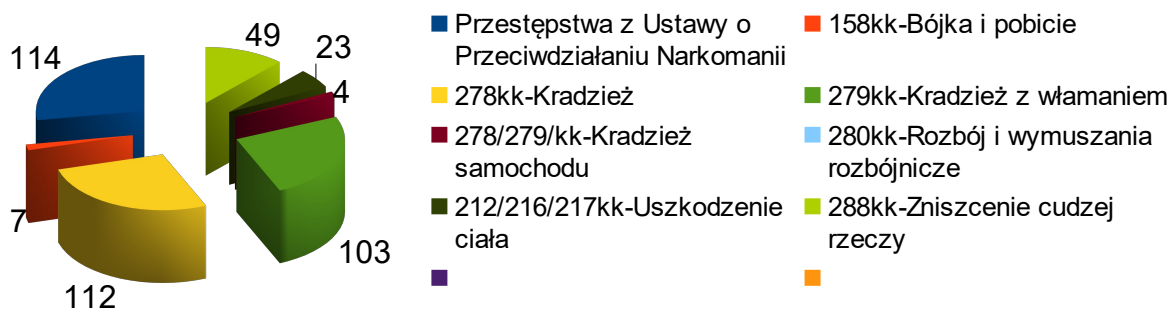 114
49
23
4
7
112
103
Przestępstwa z Ustawy o
Przeciwdziałaniu Narkomanii
158kk-Bójka i pobicie
278kk-Kradzież
279kk-Kradzież z włamaniem
278/279/kk-Kradzież
samochodu
280kk-Rozbój i wymuszania
rozbójnicze
212/216/217kk-Uszkodzenie
ciała
288kk-Zniszcenie cudzej
rzeczy